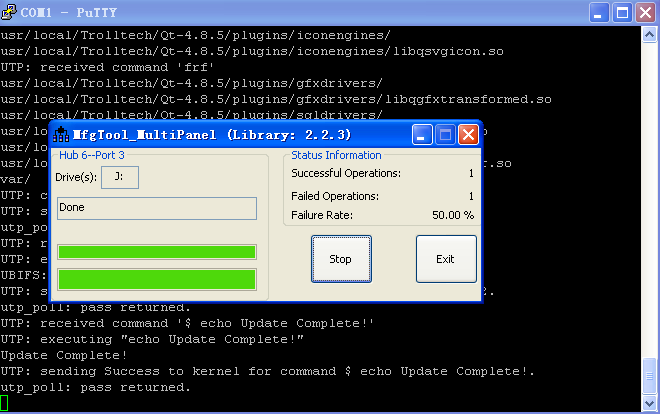 COM1 - PuTTY
usr/local/Trolltech/Qt-4.8.5/plugins/iconengines/
usr/local/Trolltech/Qt-4.8.5/plugins/iconengines/libqsvgicon.so
UTP: received command 'frf'
usr/local/Trolltech/Qt-4.8.5/plugins/gfxdrivers/
usr/local/Trolltech/Qt-4.8.5/plugins/gfxdrivers/libqgfxtransformed.so
usr/local/Trolltech/Qt-4.8.5/plugins/sqldrivers/
usr/lo
usr/lo
usr/lo r.so
var/
UTP: c
UTP: s
utp_po
UTP: r
UTP: e
UBIFS:
UTP: s 2.
MfgTool_MultiPanel (Library: 2.2.3)
Hub 6--Port 3
Drive(s): J:
Done
Status Information
Successful Operations: 1
Failed Operations: 1
Failure Rate: 50.00 %
Stop
Exit
utp_poll: pass returned.
UTP: received command '$ echo Update Complete!'
UTP: executing "echo Update Complete!"
Update Complete!
UTP: sending Success to kernel for command $ echo Update Complete!.
utp_poll: pass returned.